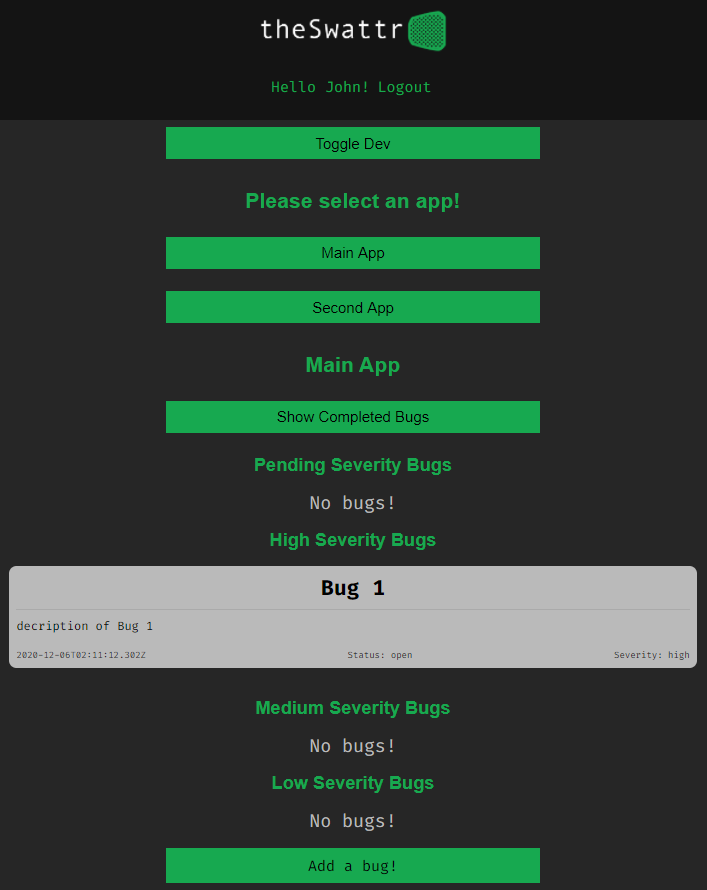 theSwattr
Hello John! Logout
Toggle Dev
Please select an app!
Main App
Second App
Main App
Show Completed Bugs
Pending Severity Bugs
No bugs!
High Severity Bugs
Bug 1
decription of Bug 1
2020-12-06T02:11:12.302Z Status: open Severity: high
Medium Severity Bugs
No bugs!
Low Severity Bugs
No bugs!
Add a bug!